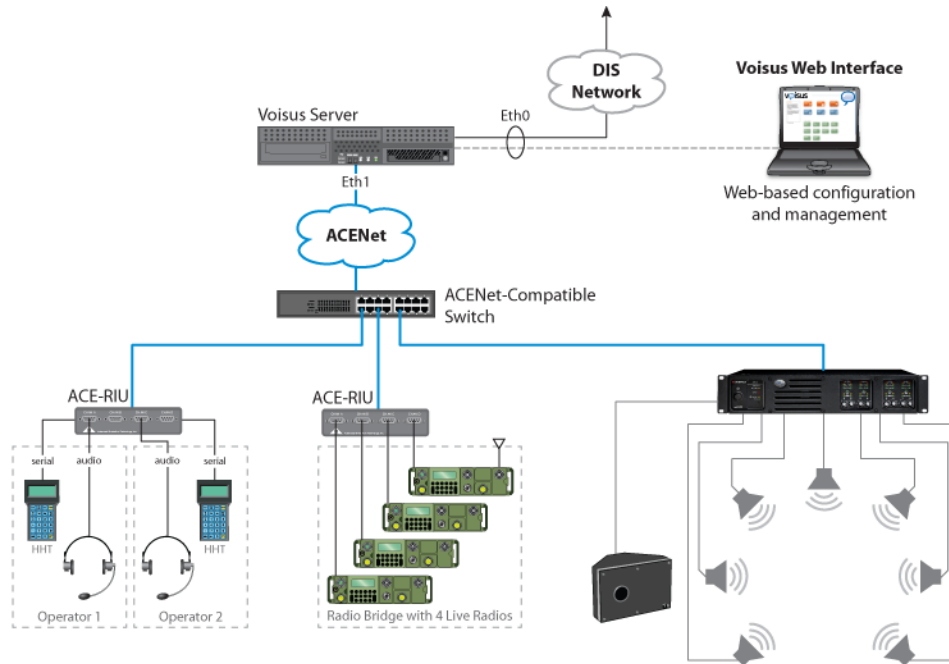 DIS
Network
Voisus Web Interface
Voisus Server
Eth0
voisus
Eth1
Web-based configuration
and management
ACENet
ACENet-Compatible
Switch
ACE-RIU
ACE-RIU
serial
audio
audio
serial
HHT
HHT
Operator 1
Operator 2
Radio Bridge with 4 Live Radios